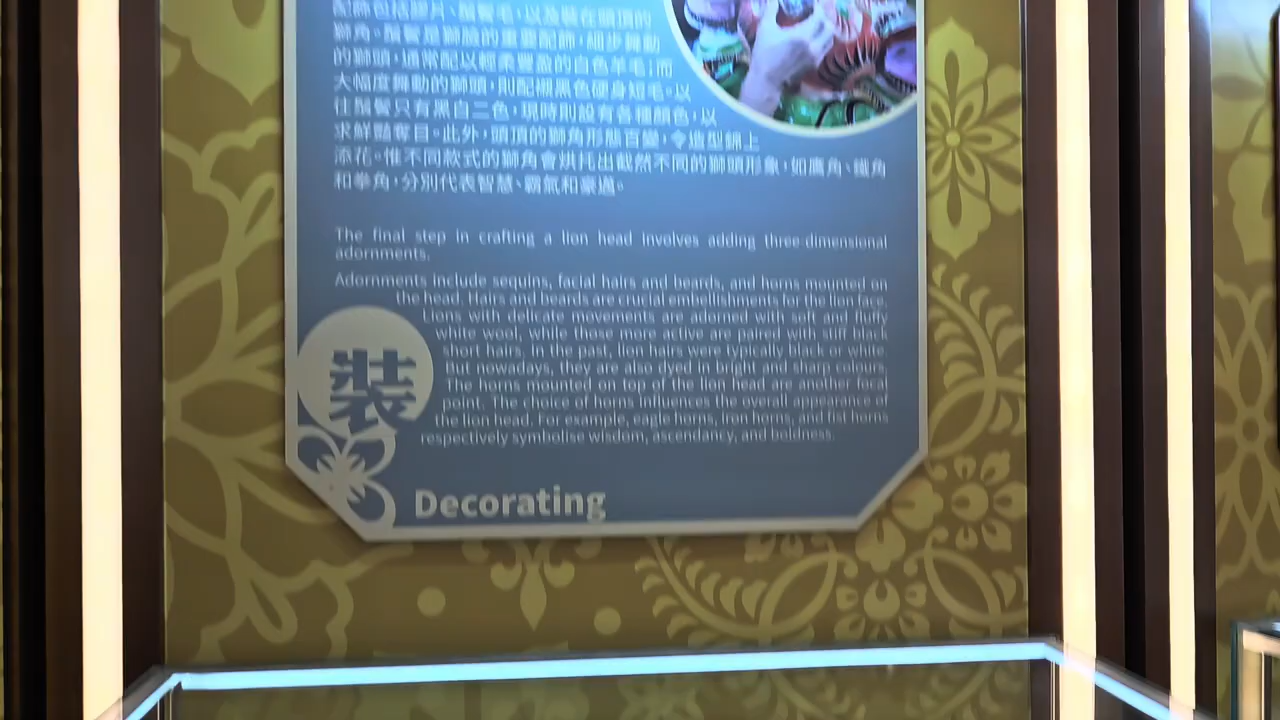 配飾包括膠片、鬚鬢毛，以及裝在頭頂的
獅角。鬚鬢是獅臉的重要配飾，細步舞動
的獅頭，通常配以輕柔豐盈的白色羊毛；而
大幅度舞動的獅頭，則配襯黑色硬身短毛。以
往鬚鬢只有黑白二色，現時則設有各種顏色，以
求鮮豔奪目。此外，頭頂的獅角形態百變，令造型錦上
添花。惟不同款式的獅角會烘托出截然不同的獅頭形象，如鷹角、鐵角
和拳角，分別代表智慧、霸氣和豪邁。
The final step in crafting a lion head involves adding three-dimensional
adornments.
Adornments include sequins, facial hairs and beards, and horns mounted on
the head. Hairs and beards are crucial embellishments for the lion face.
Lions with delicate movements are adorned with soft and fluffy
white wool, while those more active are paired with stiff black
short hairs. In the past, lion hairs were typically black or white.
But nowadays, they are also dyed in bright and sharp colours.
The horns mounted on top of the lion head are another focal
point. The choice of horns influences the overall appearance of
the lion head. For example, eagle horns, iron horns, and fist horns
respectively symbolise wisdom, ascendancy, and boldness.
裝
Decorating